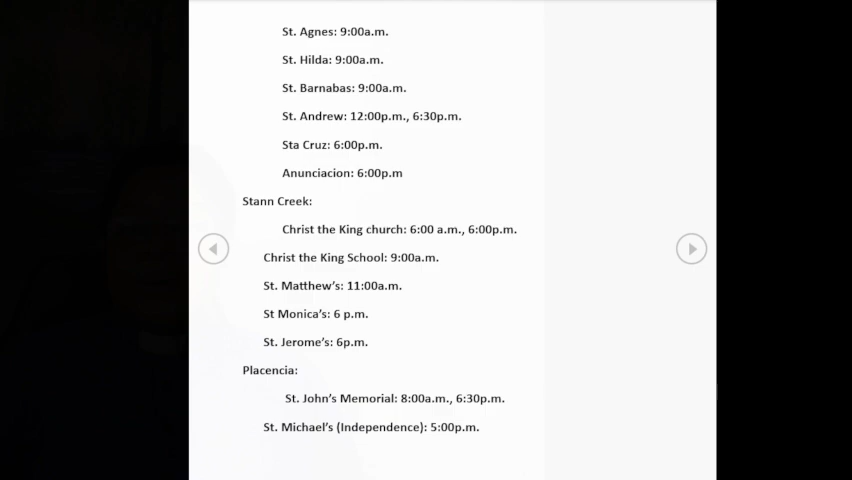 St. Agnes: 9:00a.m.
St. Hilda: 9:00a.m.
St. Barnabas: 9:00a.m.
St. Andrew: 12:00p.m., 6:30p.m.
Sta Cruz: 6:00p.m.
Anunciacion: 6:00p.m
Stann Creek:
Christ the King church: 6:00 a.m., 6:00p.m.
Christ the King School: 9:00a.m.
St. Matthew’s: 11:00a.m.
St Monica’s: 6 p.m.
St. Jerome’s: 6p.m.
Placencia:
St. John’s Memorial: 8:00a.m., 6:30p.m.
St. Michael’s (Independence): 5:00p.m.